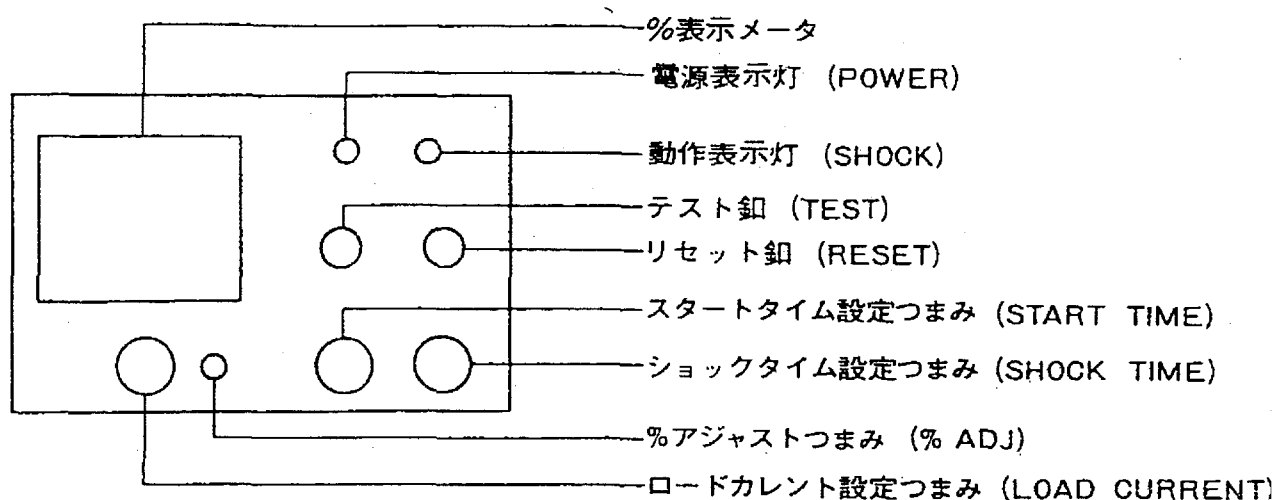 %表示メータ
電源表示灯 (POWER)
動作表示灯 (SHOCK)
テスト釦 (TEST)
リセット釦 (RESET)
スタートタイム設定つまみ (START TIME)
ショックタイム設定つまみ (SHOCK TIME)
%アジャストつまみ (% ADJ)
ロードカレント設定つまみ (LOAD CURRENT)